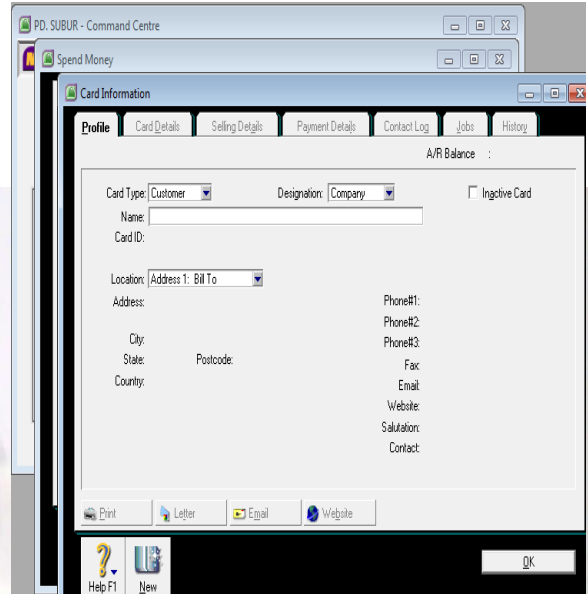 PD. SUBUR - Command Centre
Spend Money
Card Information
Profile Card Details Selling Details Payment Details Contact Log Jobs History
A/R Balance :
Card Type: Customer Designation: Company Inactive Card
Name:
Card ID:
Location: Address 1: Bill To
Address: Phone#1:
Phone#2:
City: Phone#3:
State: Postcode: Fax:
Country: Email:
Website:
Salutation:
Contact:
Print Letter Email Website
OK
Help F1 New